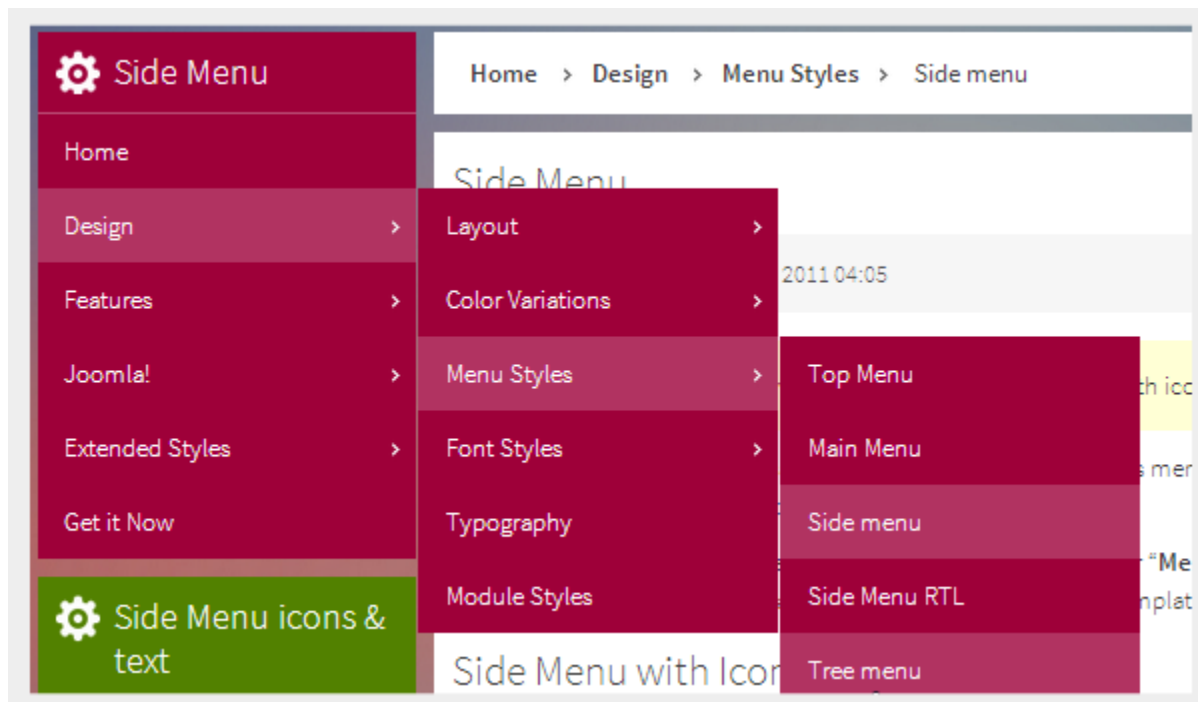 Side Menu
Home > Design > Menu Styles > Side menu
Home
Design >
Features >
Joomla! >
Extended Styles >
Get it Now
Side Menu icons &
text
Side Menu
2011 04:05
Layout >
Color Variations >
Menu Styles >
Font Styles >
Typography
Module Styles
Top Menu
Main Menu
Side menu
Side Menu RTL
Tree menu
"Me
Side Menu with Icon